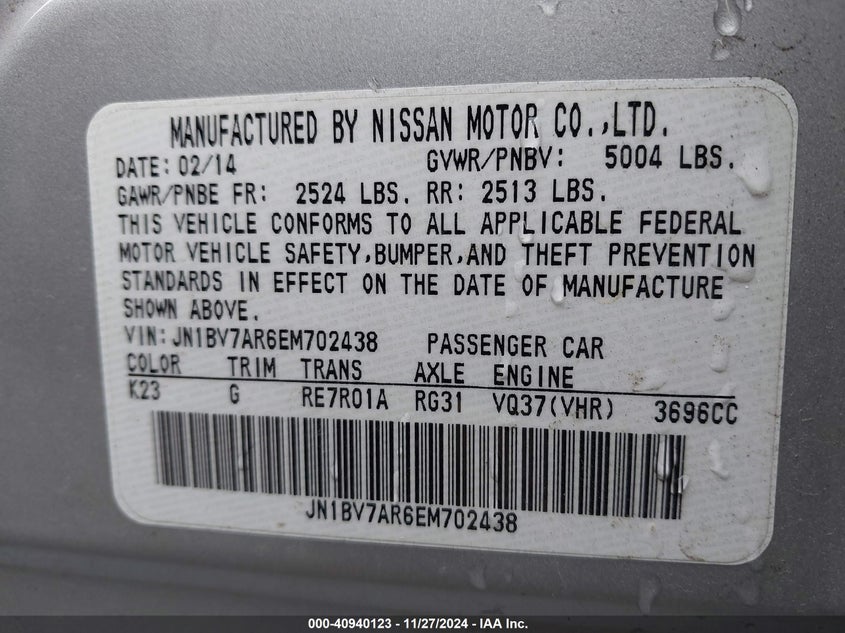 MANUFACTURED BY NISSAN MOTOR CO.,LTD.
DATE: 02/14 GVWR/PNBV: 5004 LBS.
GAWR/PNBE FR: 2524 LBS. RR: 2513 LBS.
THIS VEHICLE CONFORMS TO ALL APPLICABLE FEDERAL
MOTOR VEHICLE SAFETY,BUMPER,AND THEFT PREVENTION
STANDARDS IN EFFECT ON THE DATE OF MANUFACTURE
SHOWN ABOVE.
VIN: JN1BV7AR6EM702438 PASSENGER CAR
COLOR TRIM TRANS AXLE ENGINE
K23 G RE7R01A RG31 VQ37(VHR) 3696CC
JN1BV7AR6EM702438
000-40940123 - 11/27/2024 - IAA Inc.